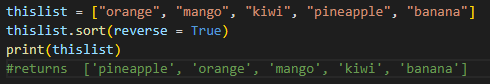 thislist = ["orange", "mango", "kiwi", "pineapple", "banana"]
thislist.sort(reverse = True)
print(thislist)
#returns  ['pineapple', 'orange', 'mango', 'kiwi', 'banana']